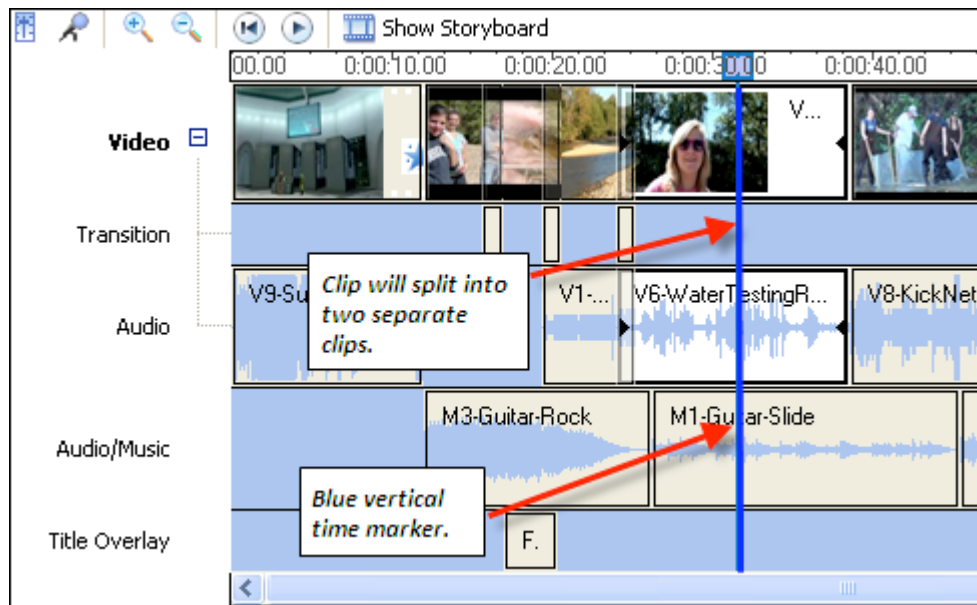 Show Storyboard
00.00 0:00:10.00 0:00:20.00 0:00:30.00 0:00:40.00
Video
V...
Transition
Clip will split into
two separate
clips.
Audio
V9-Su
V1-...
V6-WaterTestingR...
V8-KickNet
Audio/Music
M3-Guitar-Rock
M1-Guitar-Slide
Blue vertical
time marker.
Title Overlay
F.